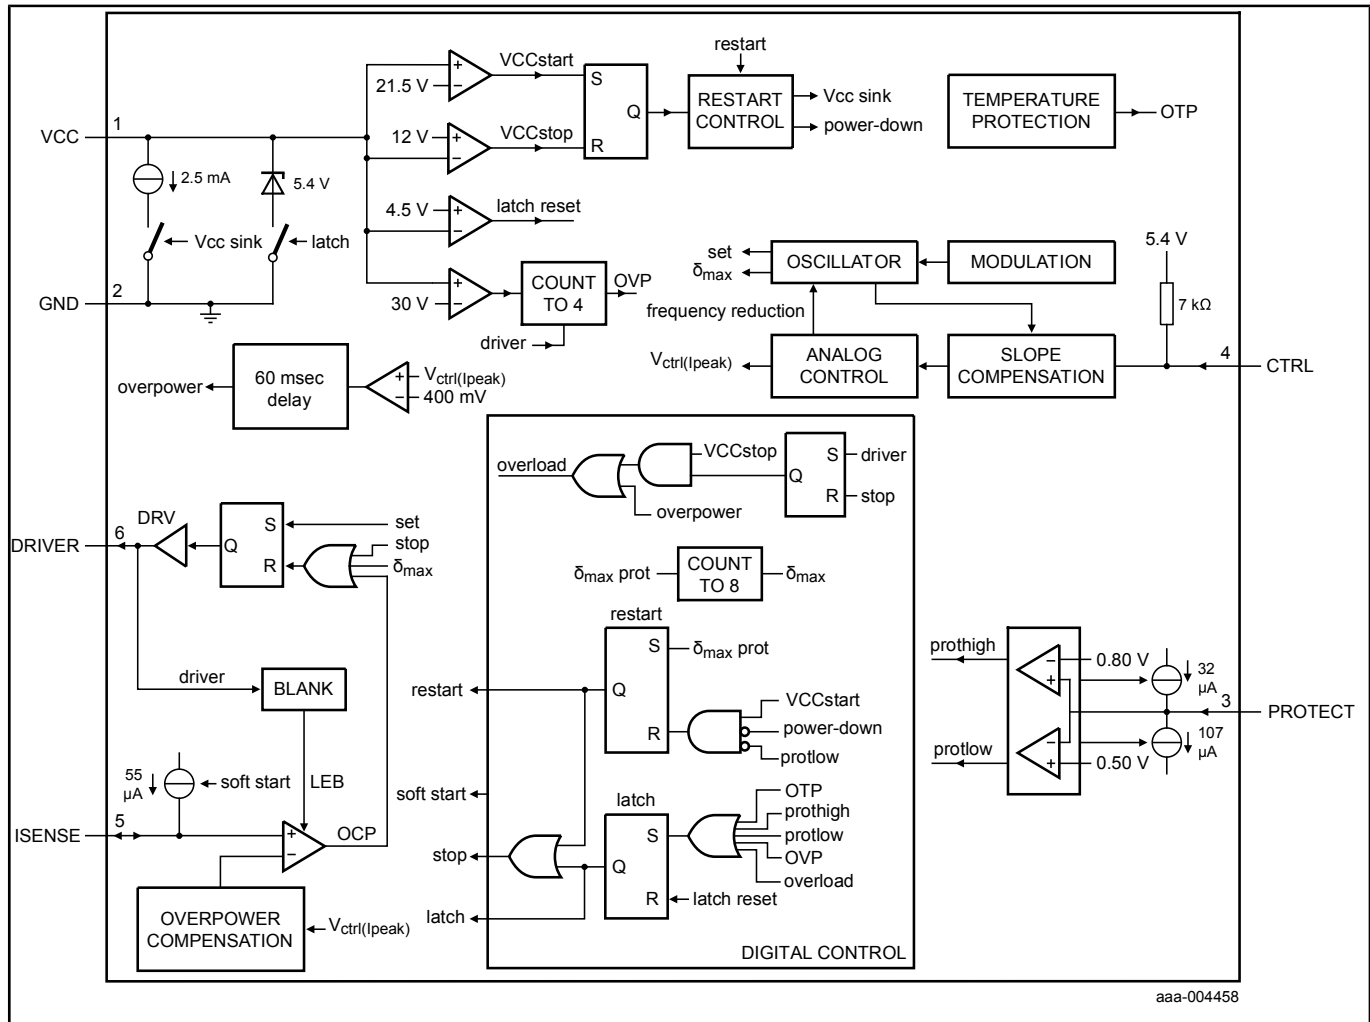 restart
VCCstart
21.5 V
S
Q
R
RESTART
CONTROL
Vcc sink
power-down
TEMPERATURE
PROTECTION
OTP
VCC
1
12 V
VCCstop
2.5 mA
5.4 V
4.5 V
latch reset
Vcc sink
latch
GND
2
30 V
COUNT
TO 4
OVP
driver
set
δmax
OSCILLATOR
MODULATION
5.4 V
7 kΩ
frequency reduction
Vctrl(Ipeak)
ANALOG
CONTROL
SLOPE
COMPENSATION
4
CTRL
overpower
60 msec
delay
Vctrl(Ipeak)
400 mV
overload
VCCstop
overpower
S
Q
R
driver
stop
DRIVER
6
DRV
Q
S
R
set
stop
δmax
δmax prot
COUNT
TO 8
δmax
restart
S
Q
R
δmax prot
restart
VCCstart
power-down
protlow
driver
BLANK
prothigh
0.80 V
32
µA
3
PROTECT
107
µA
protlow
0.50 V
55
µA
soft start
LEB
ISENSE
5
OCP
OVERPOWER
COMPENSATION
Vctrl(Ipeak)
soft start
stop
latch
latch
S
Q
R
OTP
prothigh
protlow
OVP
overload
latch reset
DIGITAL CONTROL
aaa-004458